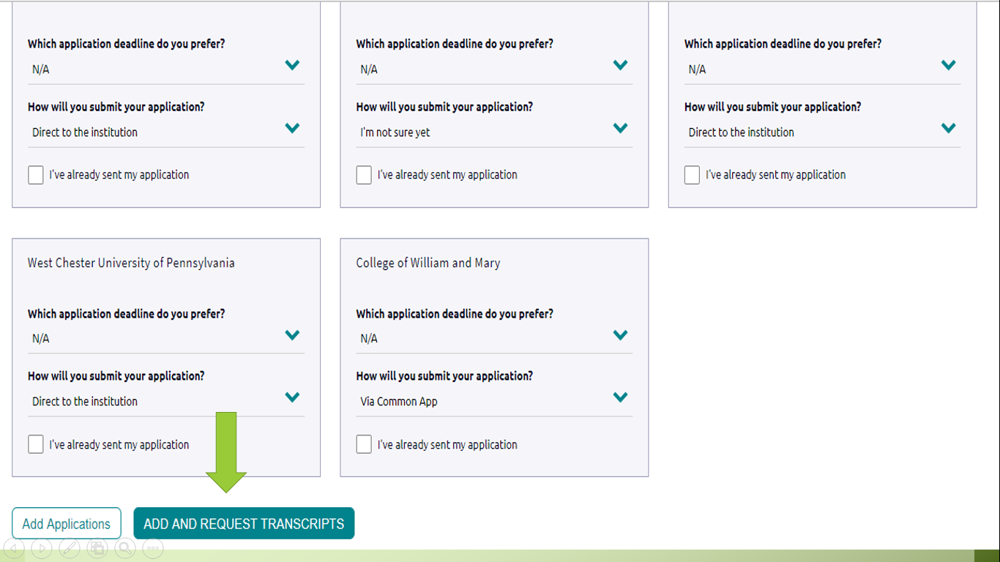 Which application deadline do you prefer? Which application deadline do you prefer? Which application deadline do you prefer?
N/A N/A N/A
How will you submit your application? How will you submit your application? How will you submit your application?
Direct to the institution I'm not sure yet Direct to the institution
I've already sent my application I've already sent my application I've already sent my application
West Chester University of Pennsylvania College of William and Mary
Which application deadline do you prefer? Which application deadline do you prefer?
N/A N/A
How will you submit your application? How will you submit your application?
Direct to the institution Via Common App
I've already sent my application I've already sent my application
Add Applications ADD AND REQUEST TRANSCRIPTS